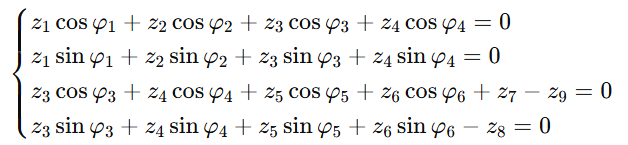 z₁ cos φ₁ + z₂ cos φ₂ + z₃ cos φ₃ + z₄ cos φ₄ = 0
z₁ sin φ₁ + z₂ sin φ₂ + z₃ sin φ₃ + z₄ sin φ₄ = 0
z₃ cos φ₃ + z₄ cos φ₄ + z₅ cos φ₅ + z₆ cos φ₆ + z₇ − z₉ = 0
z₃ sin φ₃ + z₄ sin φ₄ + z₅ sin φ₅ + z₆ sin φ₆ − z₈ = 0